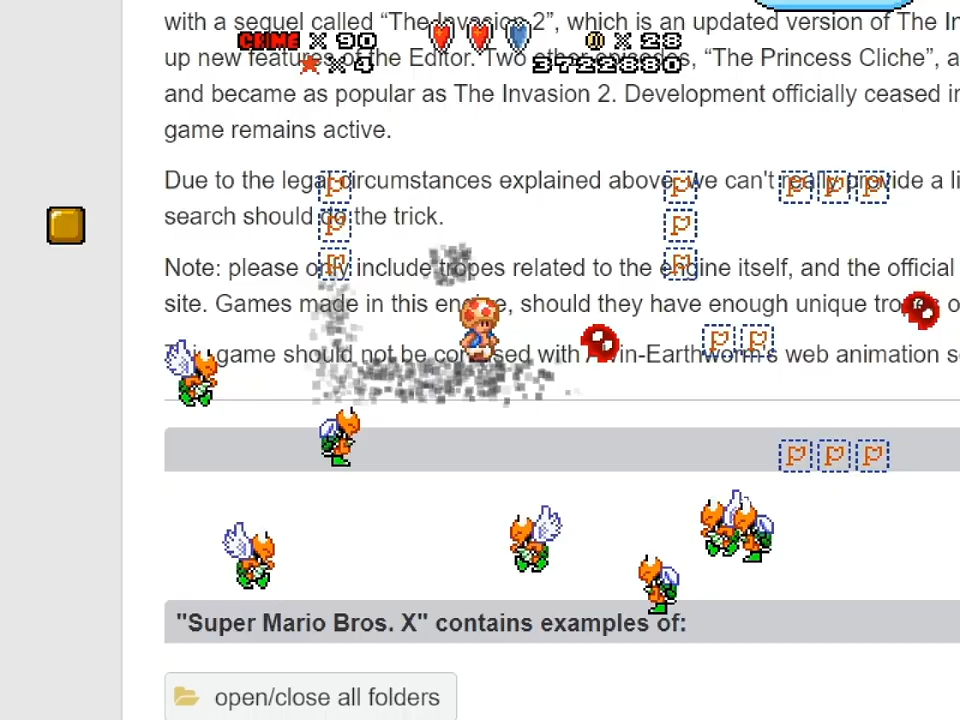 with a sequel called “The Invasion 2”, which is an updated version of The In
CRIME X 90
X 28
up new features of the Editor. Two other episodes, “The Princess Cliche”, a
X 4
3722880
and became as popular as The Invasion 2. Development officially ceased in
game remains active.
Due to the legal circumstances explained above, we can't really provide a li
search should do the trick.
Note: please only include tropes related to the engine itself, and the official
site. Games made in this engine, should they have enough unique tropes o
game should not be confused with web animation s
"Super Mario Bros. X" contains examples of:
open/close all folders